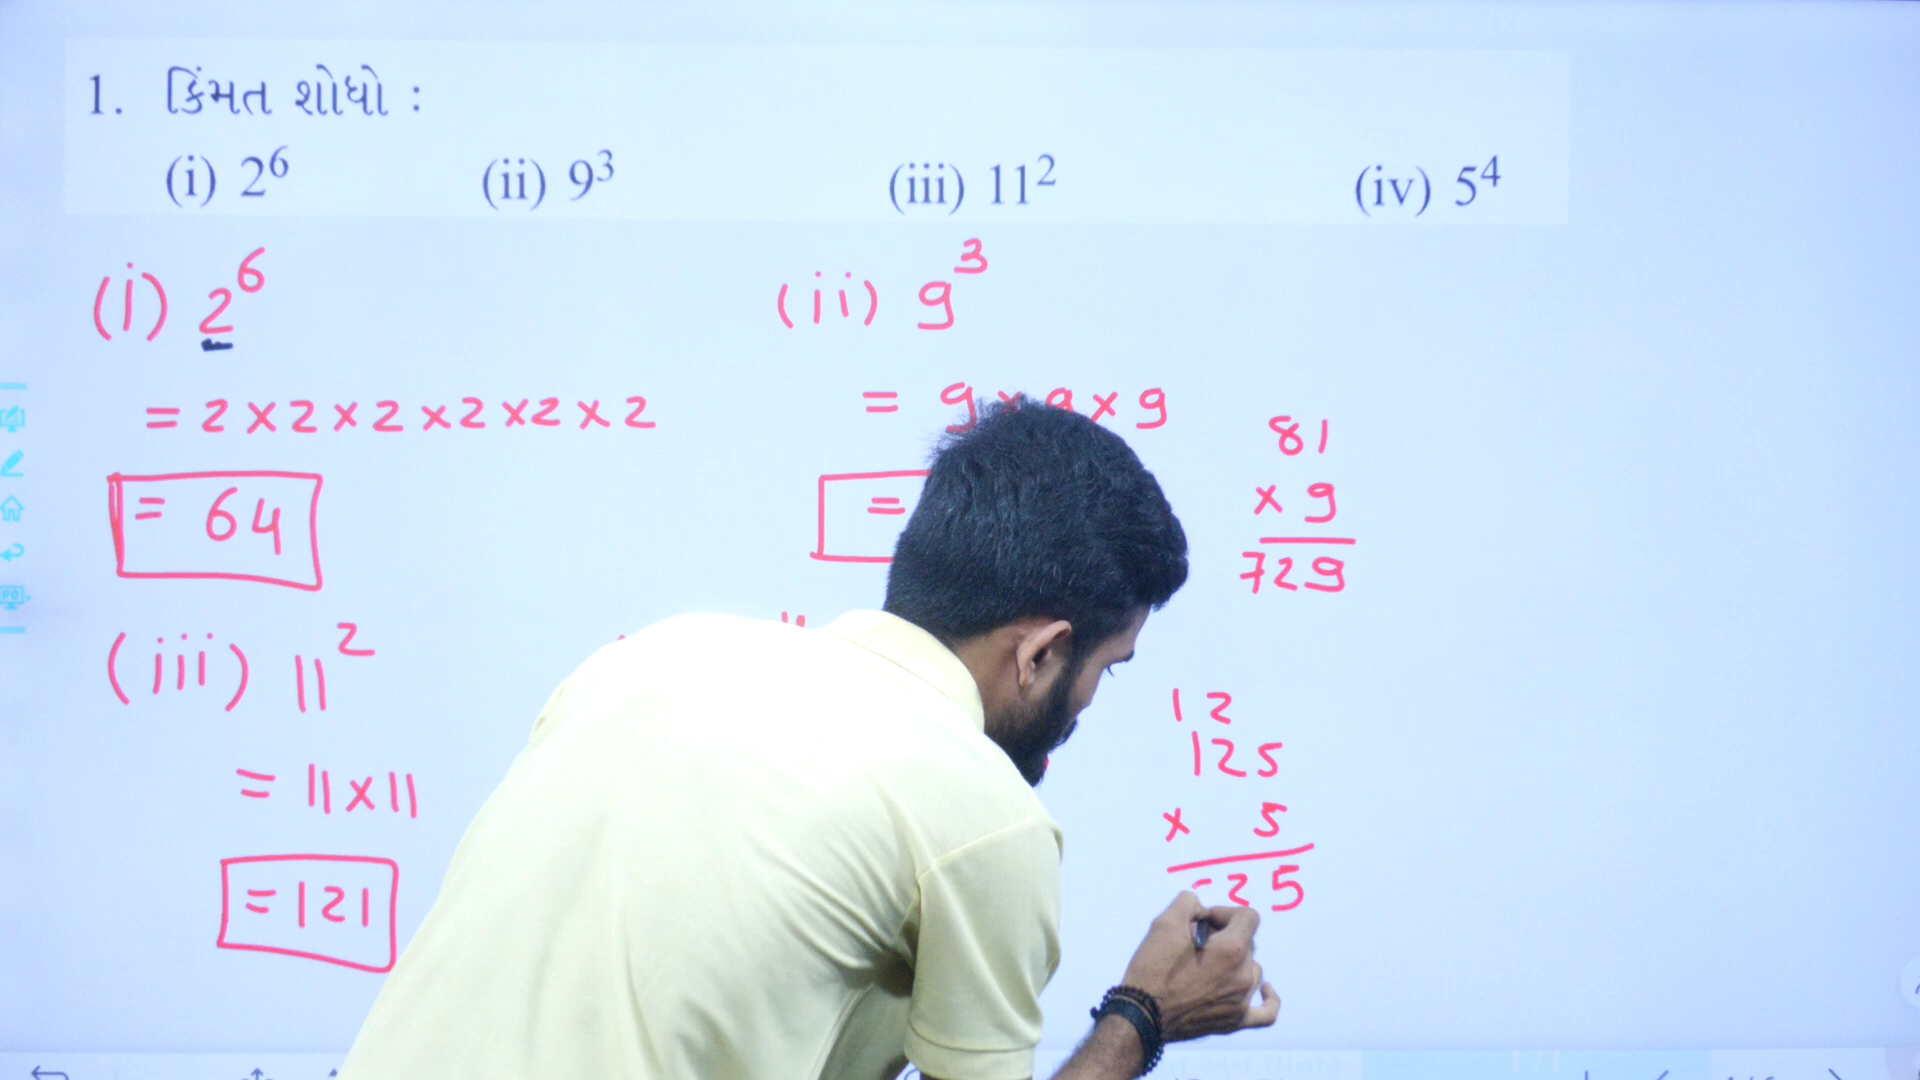 1. કિંમત શોધો :
(i) 2⁶ (ii) 9³ (iii) 11² (iv) 5⁴
(i) 2⁶
= 2 × 2 × 2 × 2 × 2 × 2
= 64
(ii) 9³
= 9 × 9 × 9
=
81
× 9
729
(iii) 11²
= 11 × 11
= 121
12
125
× 5
25